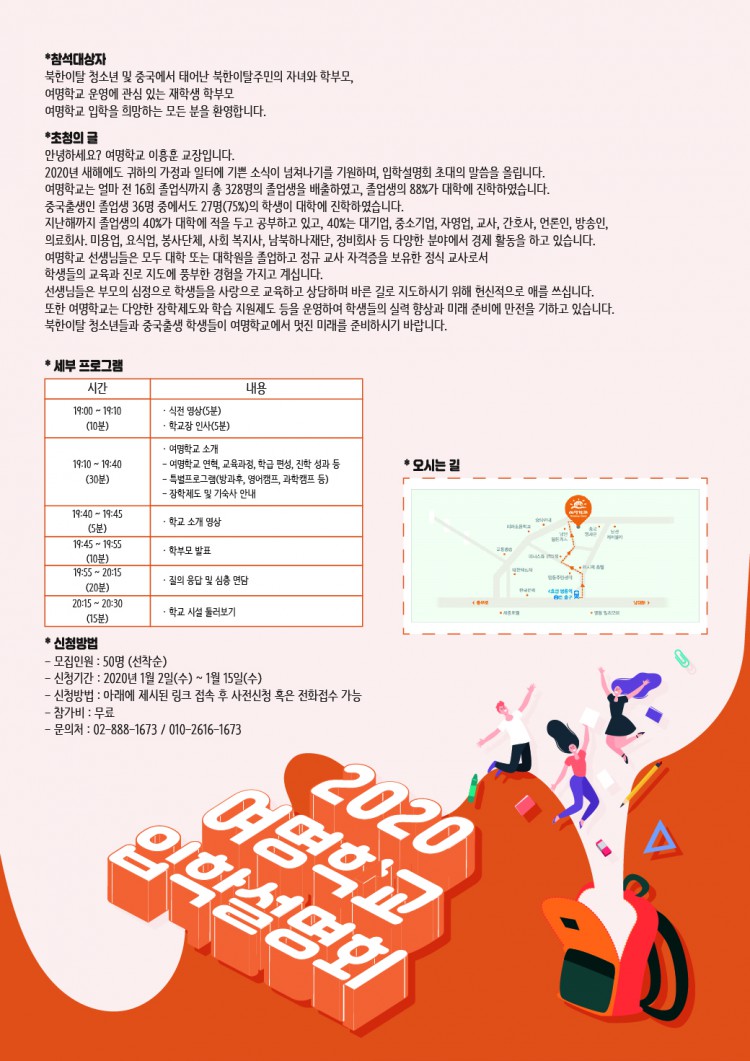 *참석대상자
북한이탈 청소년 및 중국에서 태어난 북한이탈주민의 자녀와 학부모,
여명학교 운영에 관심 있는 재학생 학부모
여명학교 입학을 희망하는 모든 분을 환영합니다.
*초청의 글
안녕하세요? 여명학교 이흥훈 교장입니다.
2020년 새해에도 귀하의 가정과 일터에 기쁜 소식이 넘쳐나기를 기원하며, 입학설명회 초대의 말씀을 올립니다.
여명학교는 얼마 전 16회 졸업식까지 총 328명의 졸업생을 배출하였고, 졸업생의 88%가 대학에 진학하였습니다.
중국출생인 졸업생 36명 중에서도 27명(75%)의 학생이 대학에 진학하였습니다.
지난해까지 졸업생의 40%가 대학에 적을 두고 공부하고 있고, 40%는 대기업, 중소기업, 자영업, 교사, 간호사, 언론인, 방송인,
의료회사. 미용업, 요식업, 봉사단체, 사회 복지사, 남북하나재단, 정비회사 등 다양한 분야에서 경제 활동을 하고 있습니다.
여명학교 선생님들은 모두 대학 또는 대학원을 졸업하고 정규 교사 자격증을 보유한 정식 교사로서
학생들의 교육과 진로 지도에 풍부한 경험을 가지고 계십니다.
선생님들은 부모의 심정으로 학생들을 사랑으로 교육하고 상담하며 바른 길로 지도하시기 위해 헌신적으로 애를 쓰십니다.
또한 여명학교는 다양한 장학제도와 학습 지원제도 등을 운영하여 학생들의 실력 향상과 미래 준비에 만전을 기하고 있습니다.
북한이탈 청소년들과 중국출생 학생들이 여명학교에서 멋진 미래를 준비하시기 바랍니다.
* 세부 프로그램
시간 내용
19:00 ~ 19:10 (10분)
· 식전 영상(5분)
· 학교장 인사(5분)
19:10 ~ 19:40 (30분)
· 여명학교 소개
- 여명학교 연혁, 교육과정, 학급 편성, 진학 성과 등
- 특별프로그램(방과후, 영어캠프, 과학캠프 등)
- 장학제도 및 기숙사 안내
19:40 ~ 19:45 (5분)
· 학교 소개 영상
19:45 ~ 19:55 (10분)
· 학부모 발표
19:55 ~ 20:15 (20분)
· 질의 응답 및 심층 면담
20:15 ~ 20:30 (15분)
· 학교 시설 둘러보기
* 오시는 길
* 신청방법
- 모집인원 : 50명 (선착순)
- 신청기간 : 2020년 1월 2일(수) ~ 1월 15일(수)
- 신청방법 : 아래에 제시된 링크 접속 후 사전신청 혹은 전화접수 가능
- 참가비 : 무료
- 문의처 : 02-888-1673 / 010-2616-1673
2020
여명학교
입학설명회